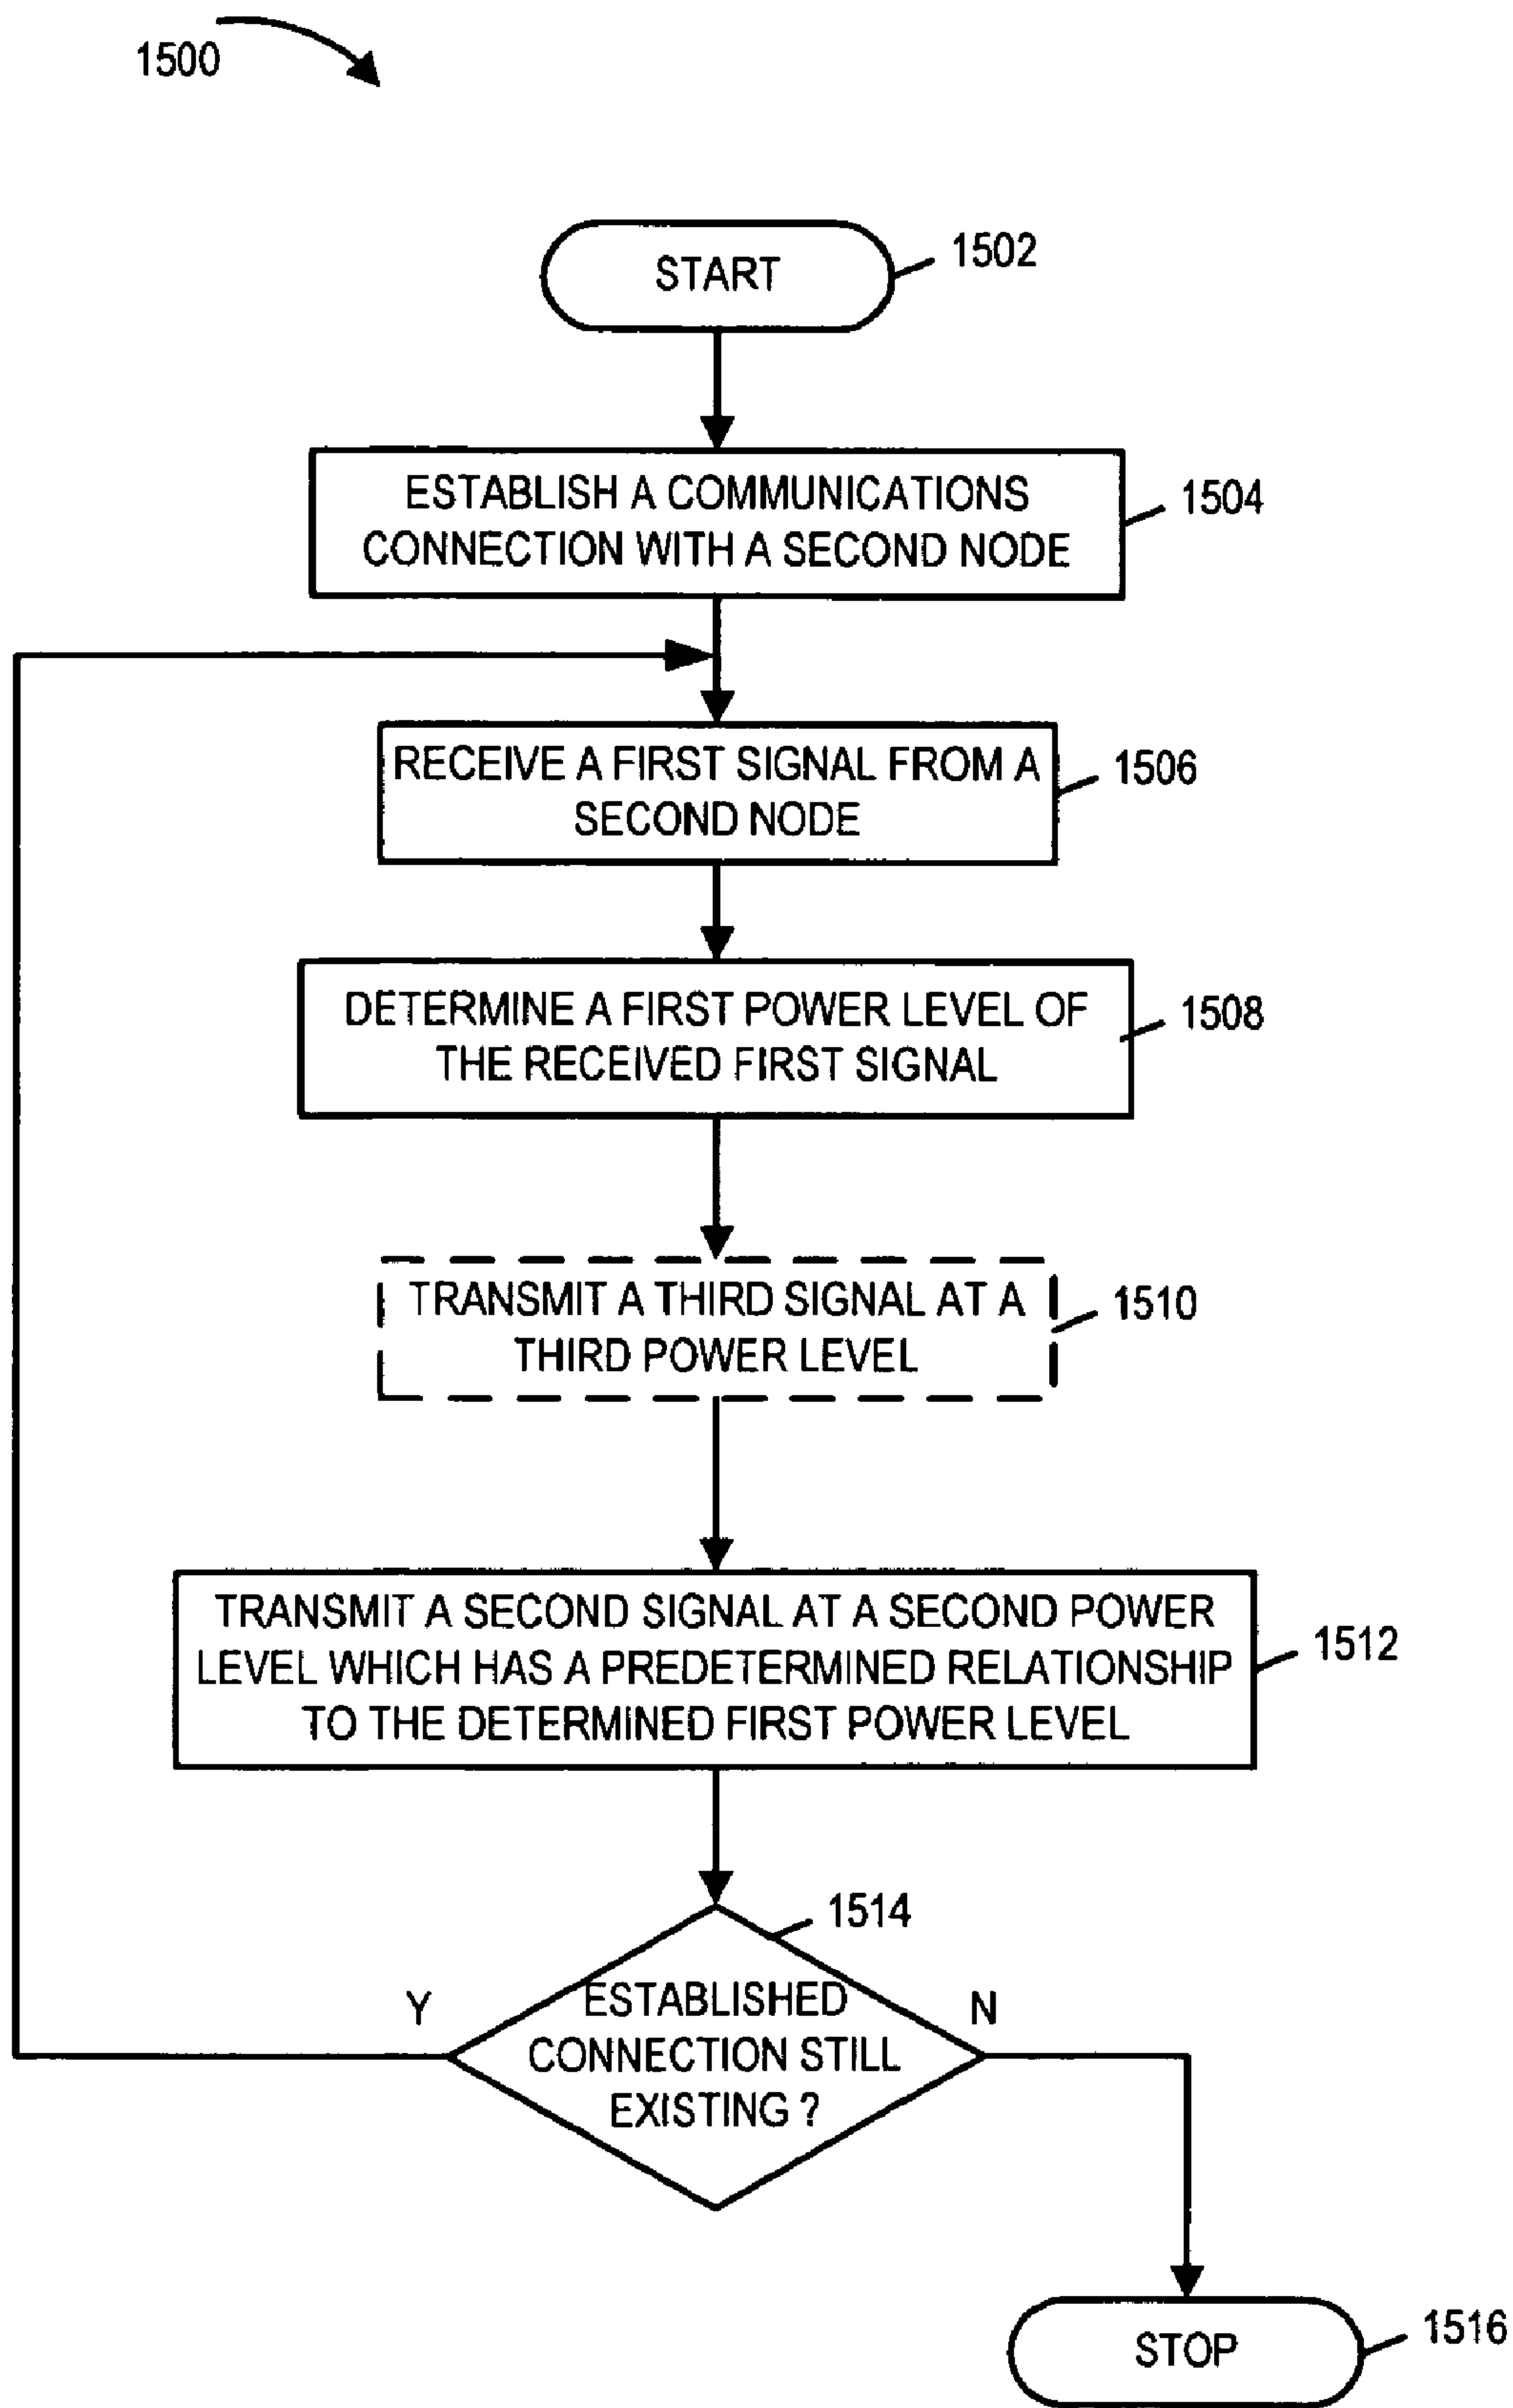 1500
START
1502
ESTABLISH A COMMUNICATIONS
CONNECTION WITH A SECOND NODE
1504
RECEIVE A FIRST SIGNAL FROM A
SECOND NODE
1506
DETERMINE A FIRST POWER LEVEL OF
THE RECEIVED FIRST SIGNAL
1508
TRANSMIT A THIRD SIGNAL AT A
THIRD POWER LEVEL
1510
TRANSMIT A SECOND SIGNAL AT A SECOND POWER
LEVEL WHICH HAS A PREDETERMINED RELATIONSHIP
TO THE DETERMINED FIRST POWER LEVEL
1512
1514
Y
ESTABLISHED
CONNECTION STILL
EXISTING ?
N
STOP
1516